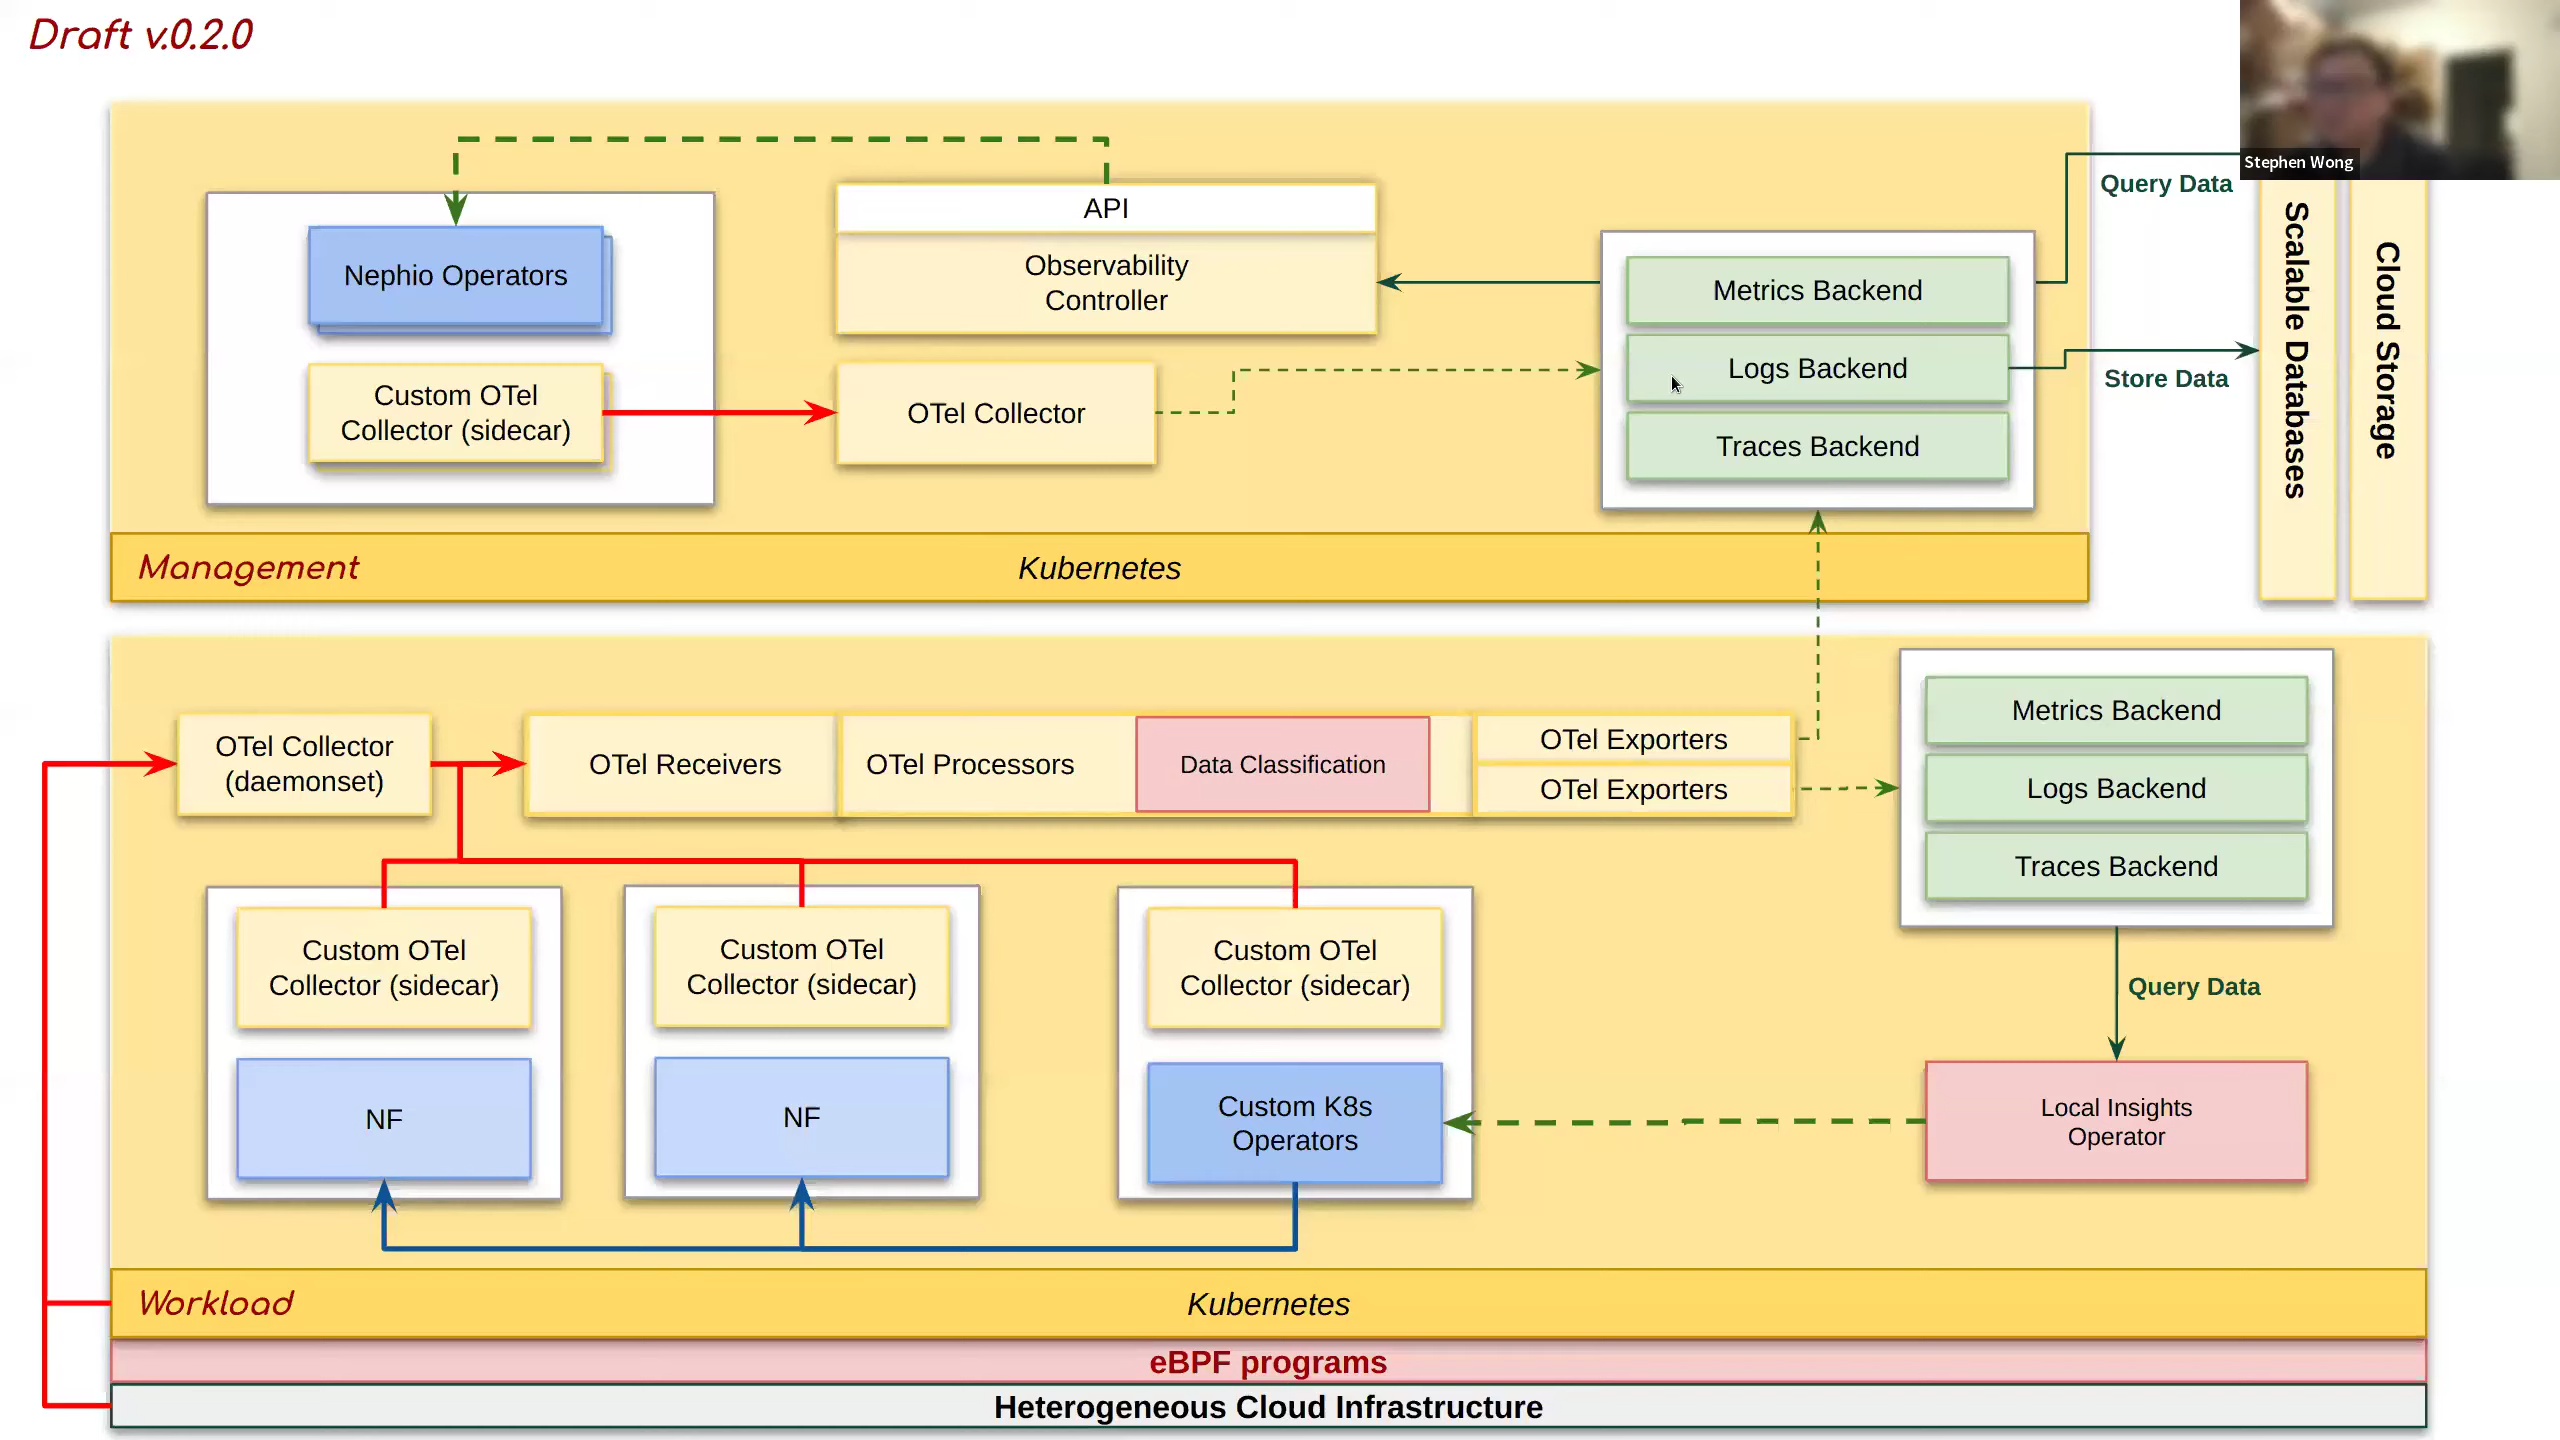 Draft v.0.2.0
Stephen Wong
Query Data
API
Nephio Operators
Observability
Controller
Metrics Backend
Logs Backend
Traces Backend
Custom OTel
Collector (sidecar)
OTel Collector
Store Data
Scalable Databases
Cloud Storage
Management
Kubernetes
OTel Collector
(daemonset)
OTel Receivers
OTel Processors
Data Classification
OTel Exporters
OTel Exporters
Metrics Backend
Logs Backend
Traces Backend
Custom OTel
Collector (sidecar)
Custom OTel
Collector (sidecar)
Custom OTel
Collector (sidecar)
Query Data
NF
NF
Custom K8s
Operators
Local Insights
Operator
Workload
Kubernetes
eBPF programs
Heterogeneous Cloud Infrastructure